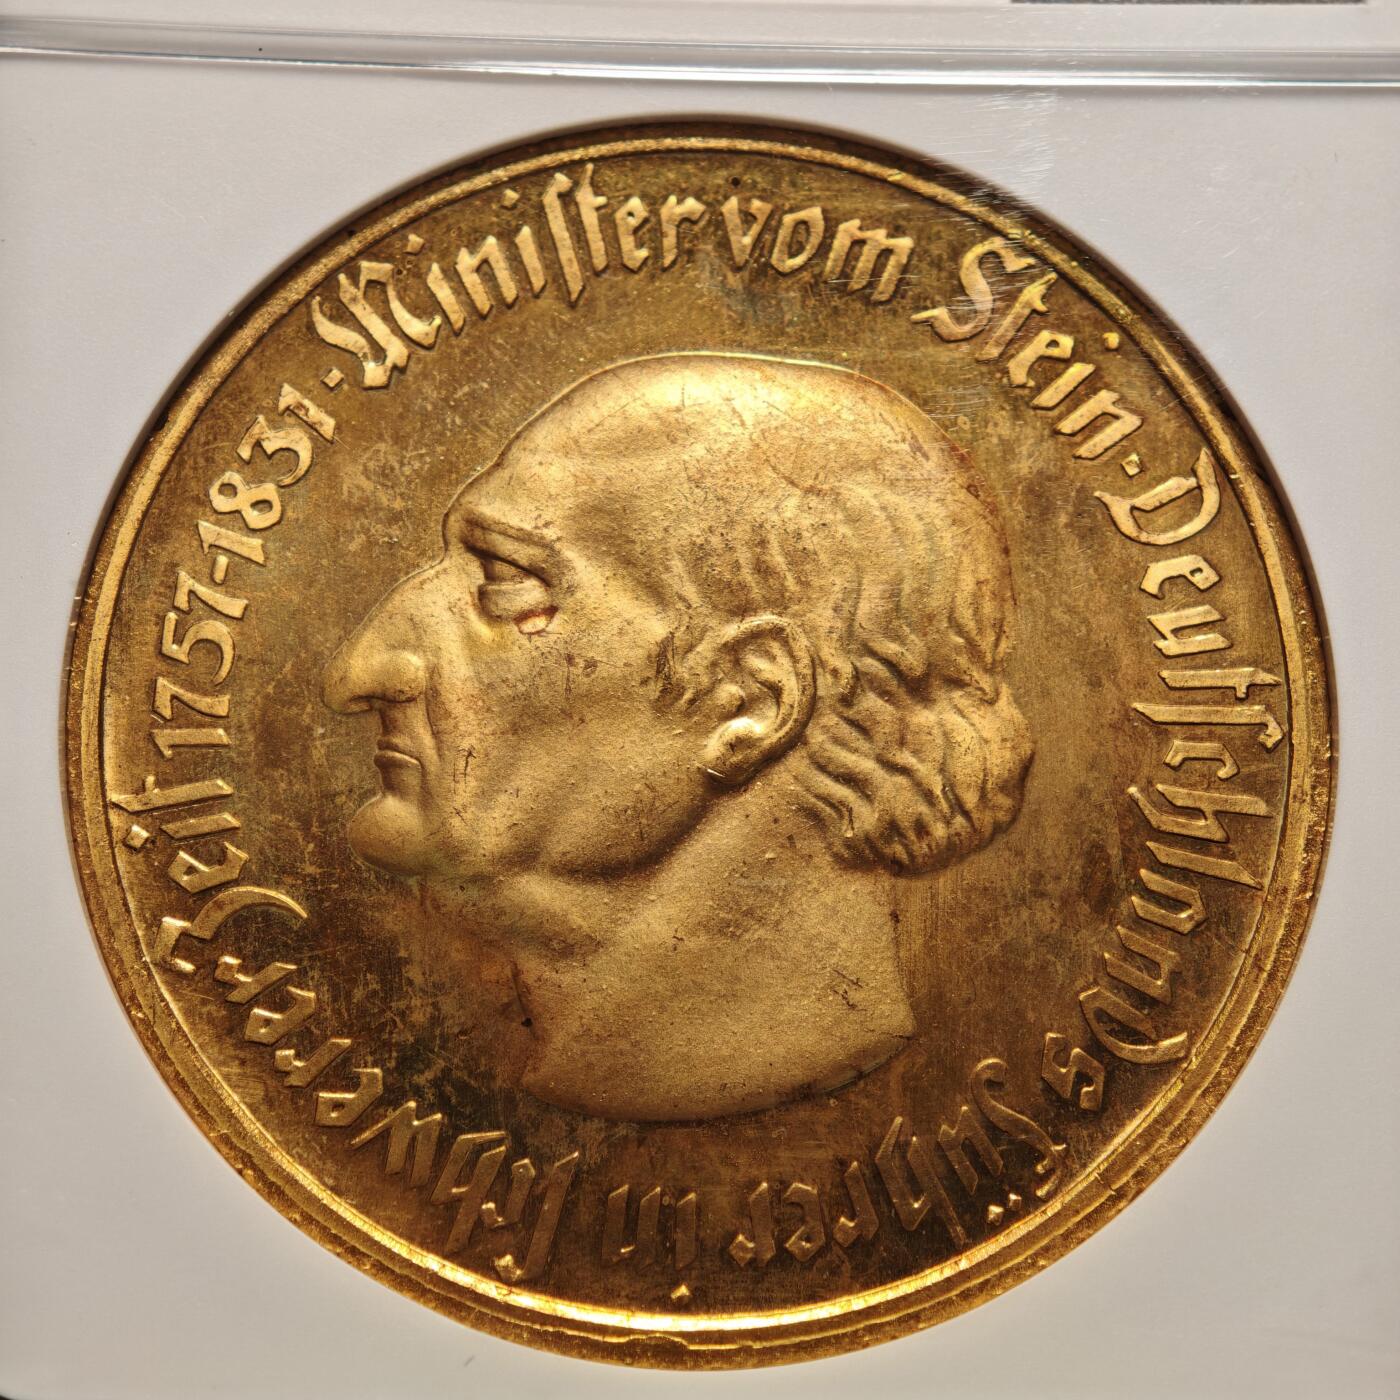 Minister vom Stein · Deutschlands Führer in schwerer Zeit 1757-1831 ·